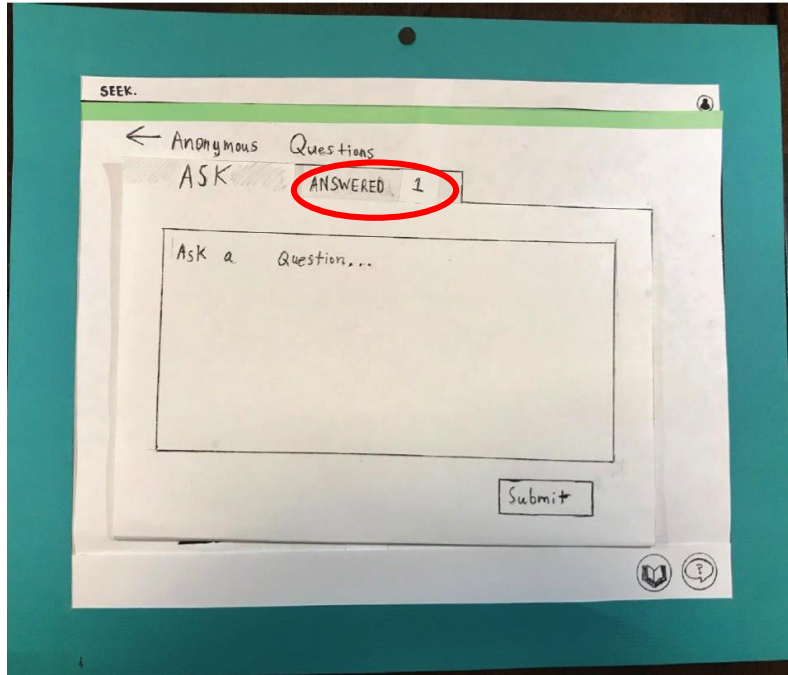 SEEK.
← Anonymous Questions
ASK
ANSWERED 1
Ask a Question...
Submit
?